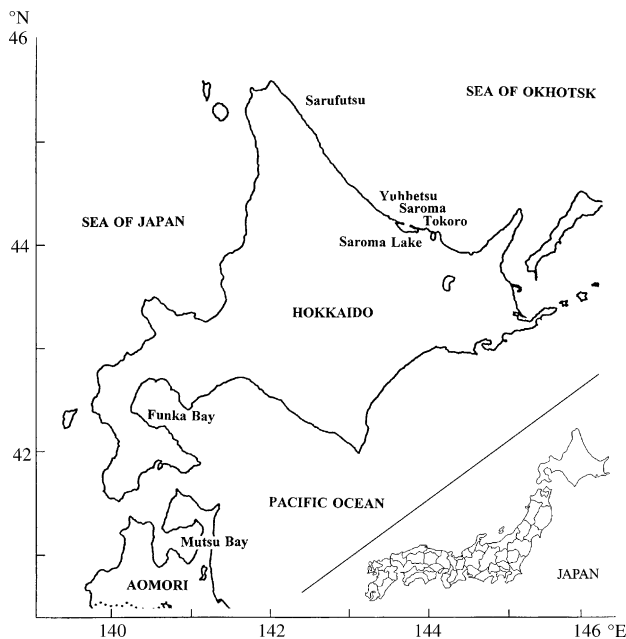 °N
46
Sarufutsu
SEA OF OKHOTSK
Yubhetsu
Saroma
SEA OF JAPAN
Tokoro
44
Saroma Lake
HOKKAIDO
Funka Bay
42
PACIFIC OCEAN
Mutsu Bay
AOMORI
JAPAN
140
142
144
146 °E